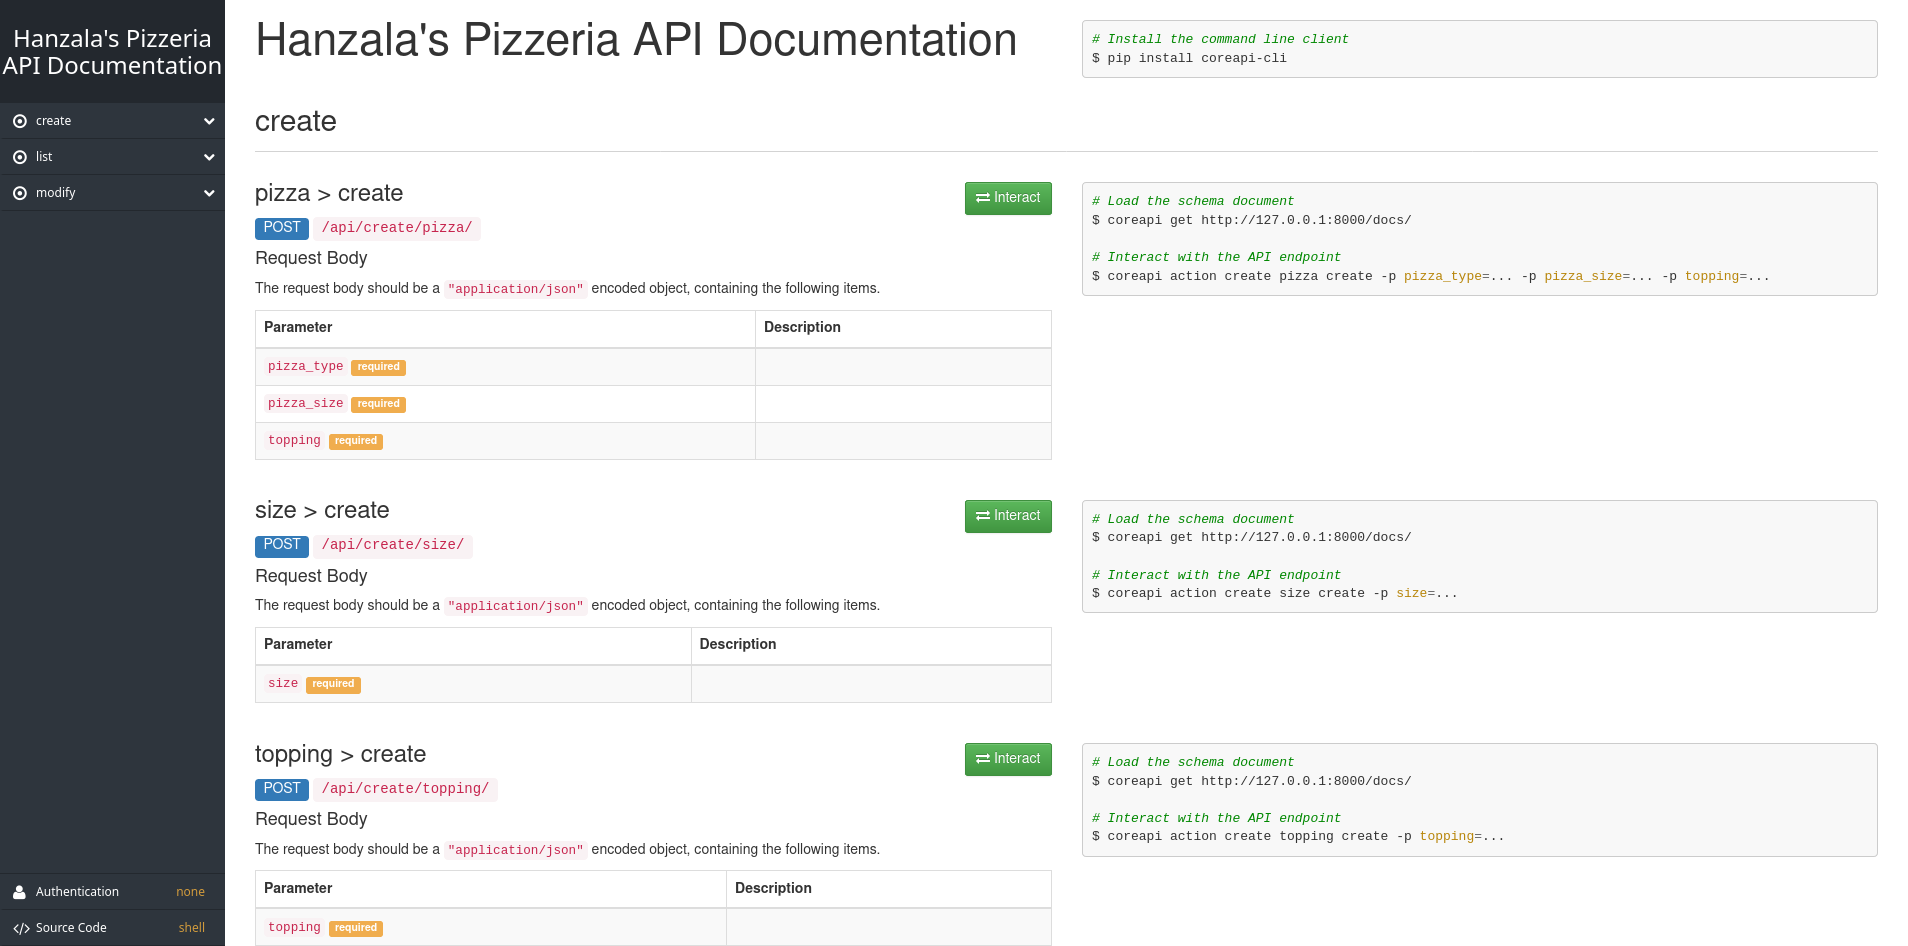 Hanzala's Pizzeria
API Documentation
create
list
modify
Authentication none
Source Code shell
Hanzala's Pizzeria API Documentation
# Install the command line client
$ pip install coreapi-cli
create
pizza > create
Interact
POST /api/create/pizza/
Request Body
The request body should be a "application/json" encoded object, containing the following items.
Parameter Description
pizza_type required
pizza_size required
topping required
# Load the schema document
$ coreapi get http://127.0.0.1:8000/docs/
# Interact with the API endpoint
$ coreapi action create pizza create -p pizza_type=... -p pizza_size=... -p topping=...
size > create
Interact
POST /api/create/size/
Request Body
The request body should be a "application/json" encoded object, containing the following items.
Parameter Description
size required
# Load the schema document
$ coreapi get http://127.0.0.1:8000/docs/
# Interact with the API endpoint
$ coreapi action create size create -p size=...
topping > create
Interact
POST /api/create/topping/
Request Body
The request body should be a "application/json" encoded object, containing the following items.
Parameter Description
topping required
# Load the schema document
$ coreapi get http://127.0.0.1:8000/docs/
# Interact with the API endpoint
$ coreapi action create topping create -p topping=...